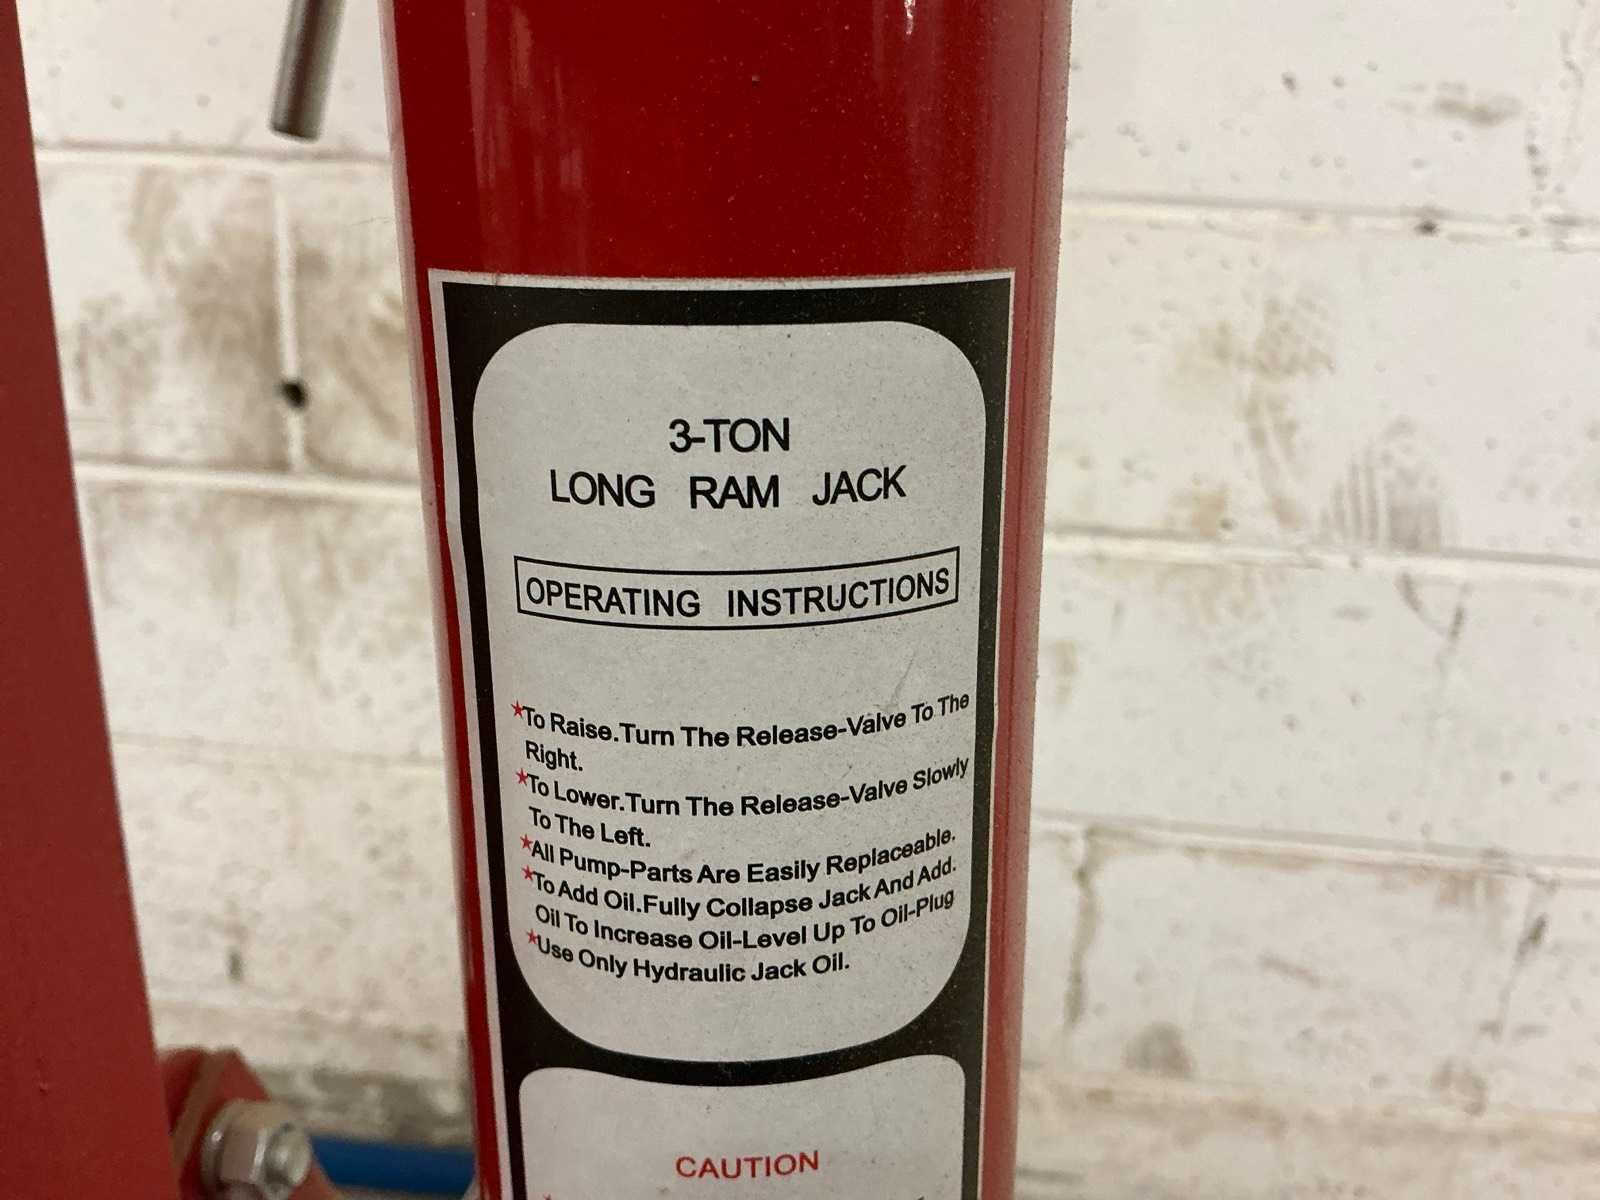 3-TON
LONG RAM JACK
OPERATING INSTRUCTIONS
★To Raise.Turn The Release-Valve To The
Right.
★To Lower.Turn The Release-Valve Slowly
To The Left.
★All Pump-Parts Are Easily Replaceable.
★To Add Oil.Fully Collapse Jack And Add.
Oil To Increase Oil-Level Up To Oil-Plug
★Use Only Hydraulic Jack Oil.
CAUTION